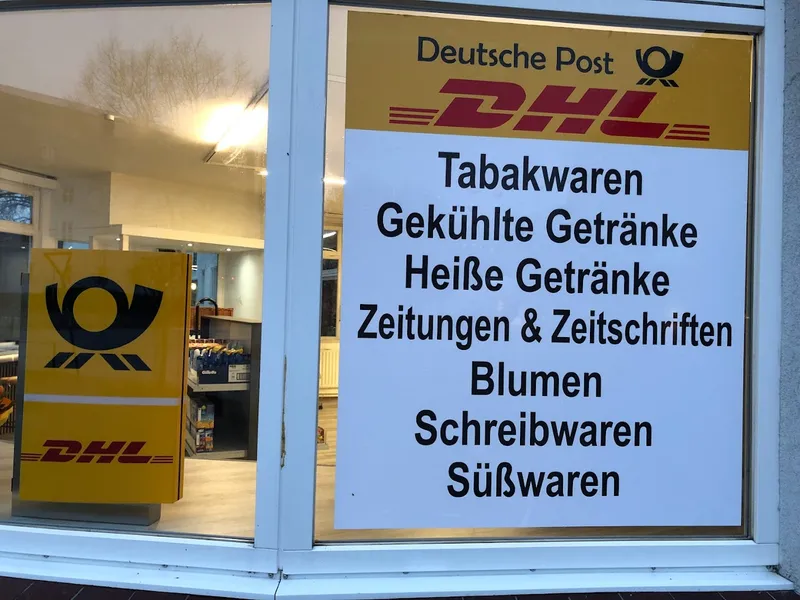 Deutsche Post
DHL
Tabakwaren
Gekühlte Getränke
Heiße Getränke
Zeitungen & Zeitschriften
Blumen
Schreibwaren
Süßwaren
DHL